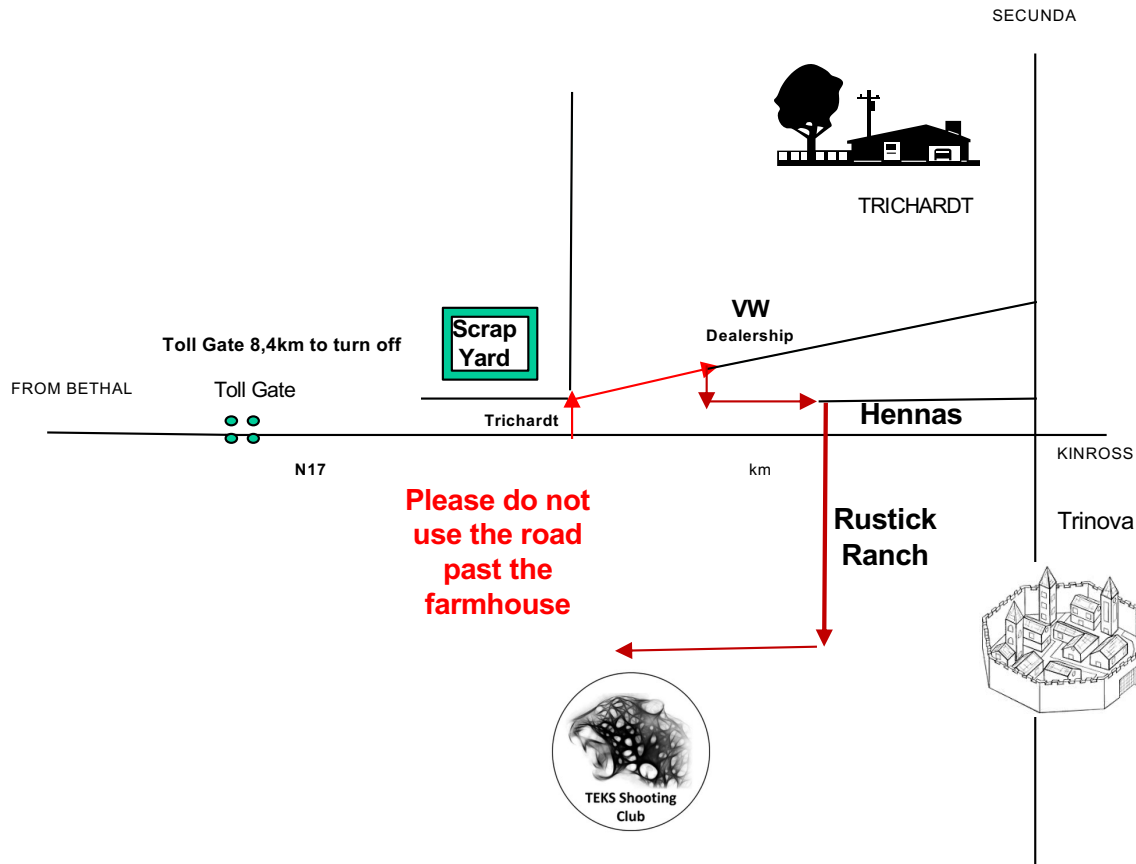 SECUNDA
TRICHARDT
VW
Dealership
Scrap
Yard
Toll Gate 8,4km to turn off
FROM BETHAL
Toll Gate
Trichardt
Hennas
KINROSS
N17
km
Please do not
use the road
past the
farmhouse
Rustick
Ranch
Trinova
TEKS Shooting
Club